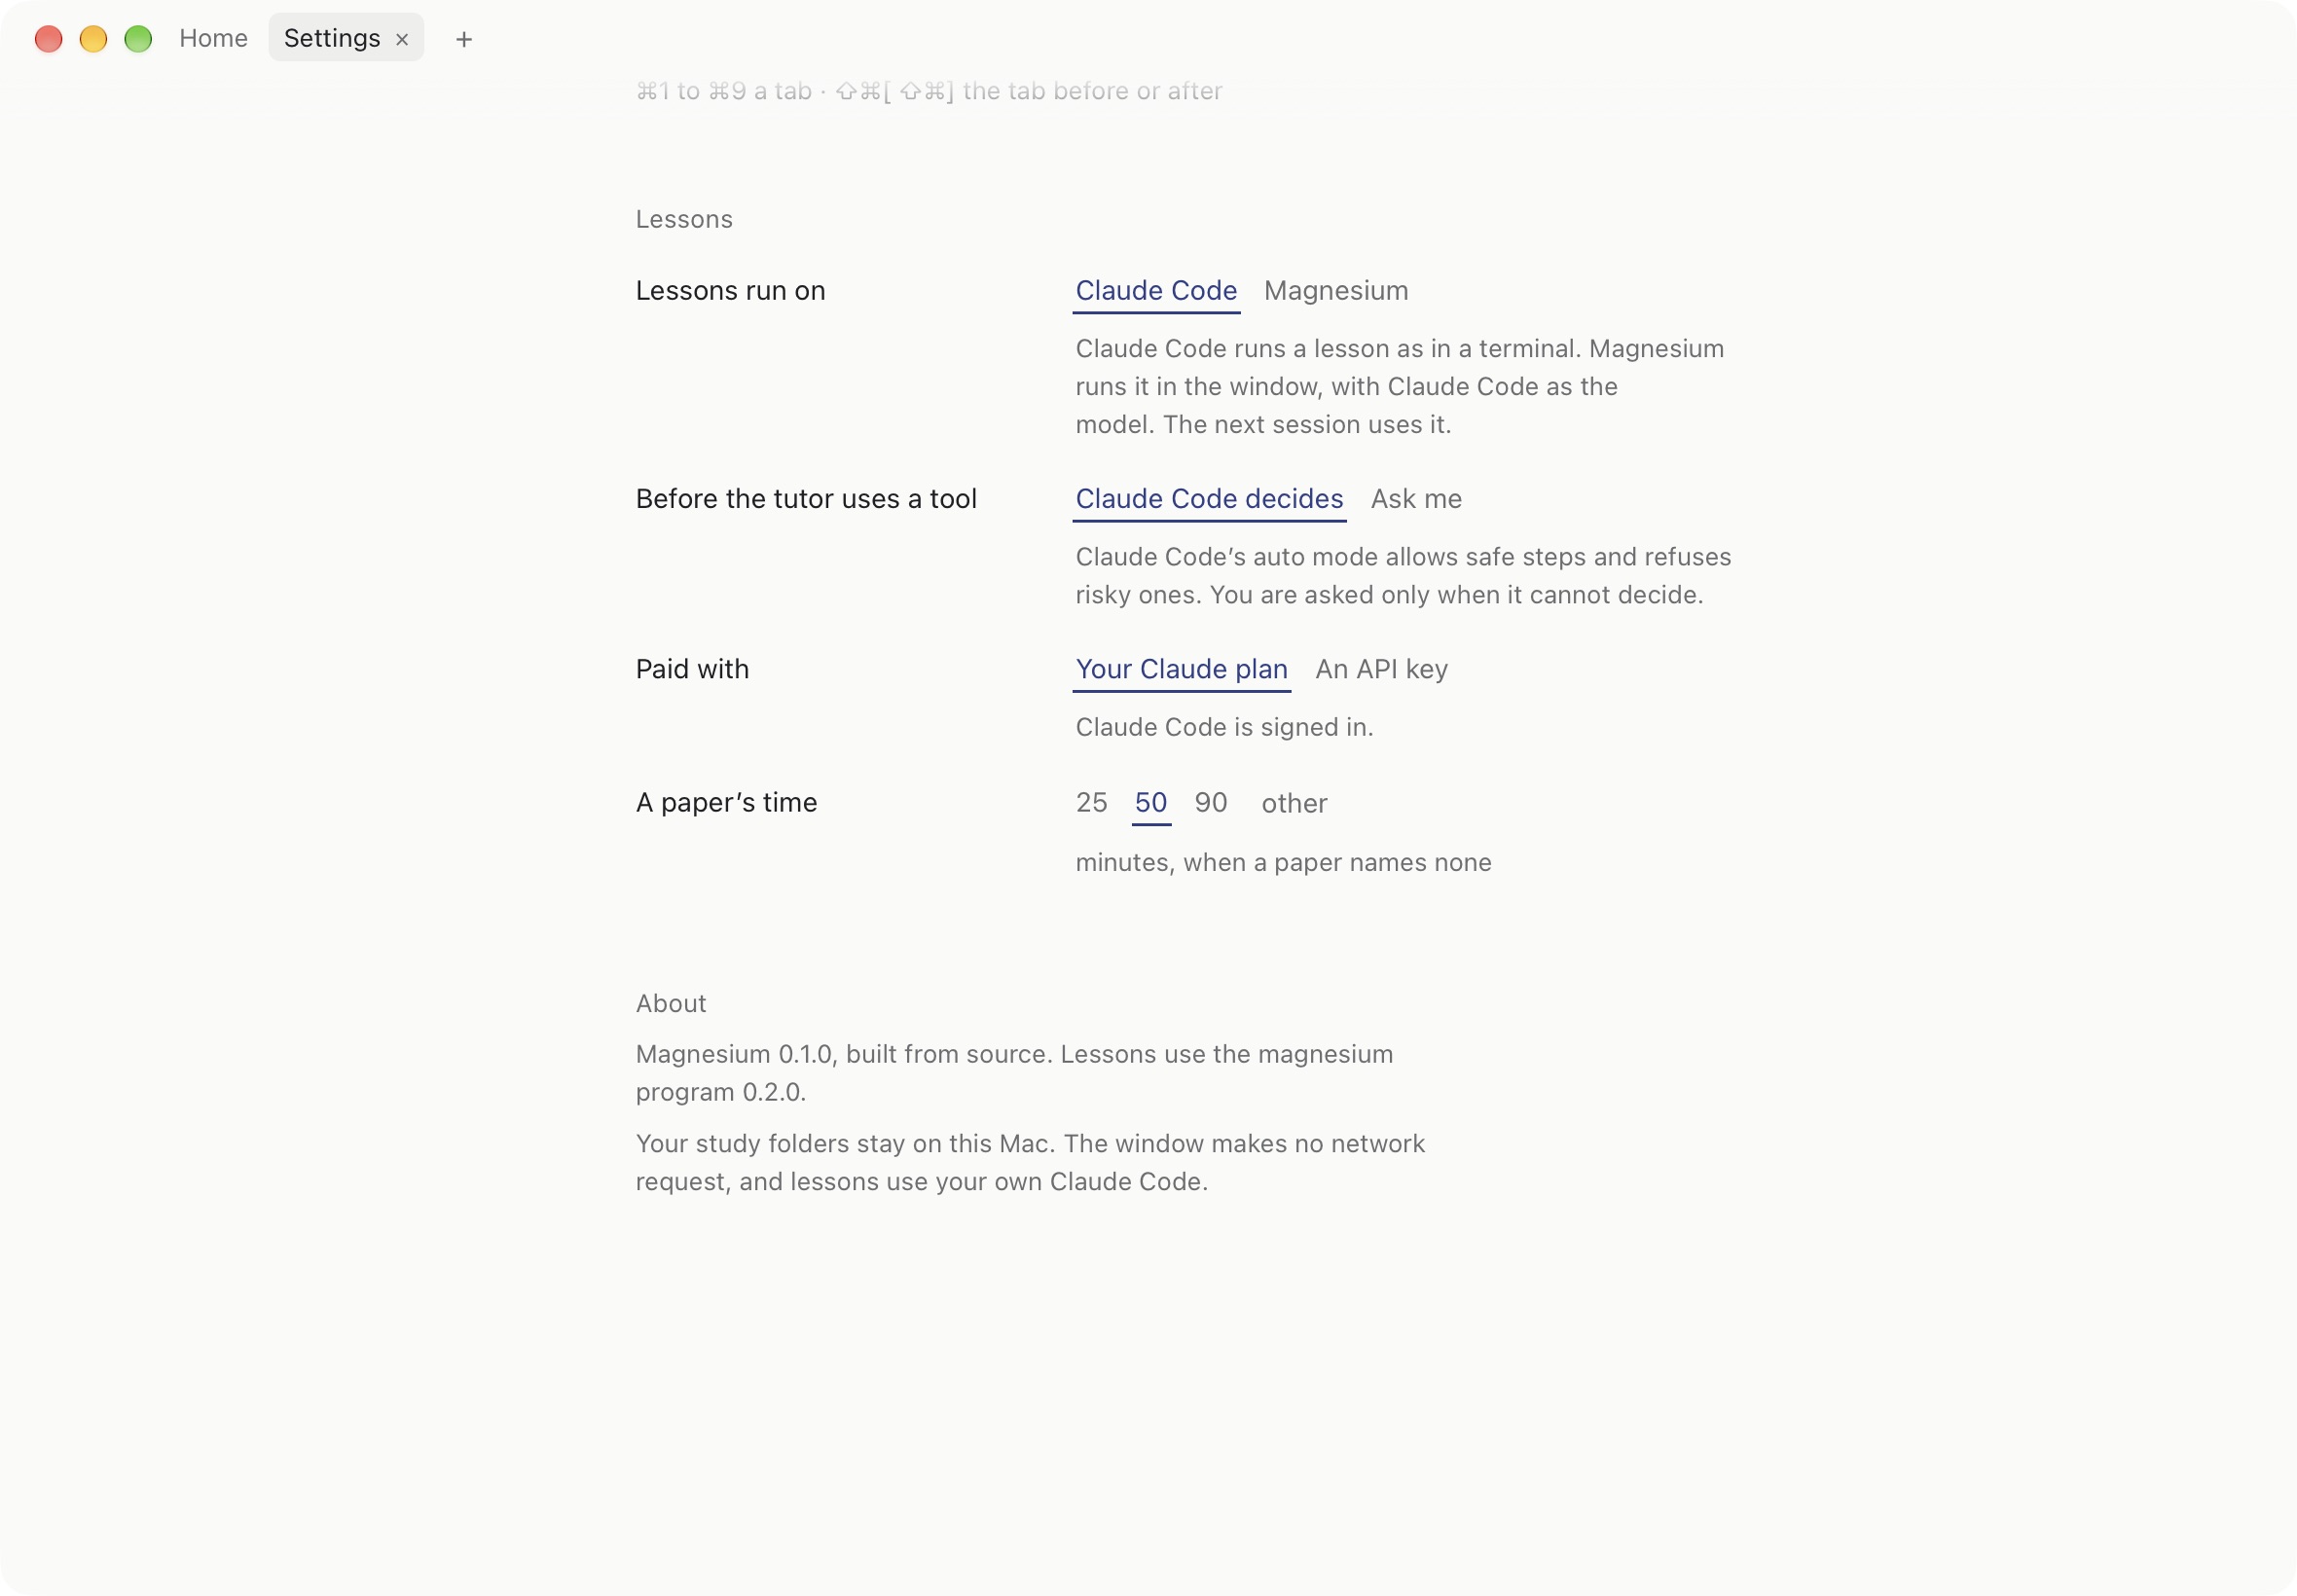 Home Settings × +
⌘1 to ⌘9 a tab · ⇧⌘[ ⇧⌘] the tab before or after
Lessons
Lessons run on Claude Code Magnesium
Claude Code runs a lesson as in a terminal. Magnesium
runs it in the window, with Claude Code as the
model. The next session uses it.
Before the tutor uses a tool Claude Code decides Ask me
Claude Code’s auto mode allows safe steps and refuses
risky ones. You are asked only when it cannot decide.
Paid with Your Claude plan An API key
Claude Code is signed in.
A paper’s time 25 50 90 other
minutes, when a paper names none
About
Magnesium 0.1.0, built from source. Lessons use the magnesium
program 0.2.0.
Your study folders stay on this Mac. The window makes no network
request, and lessons use your own Claude Code.